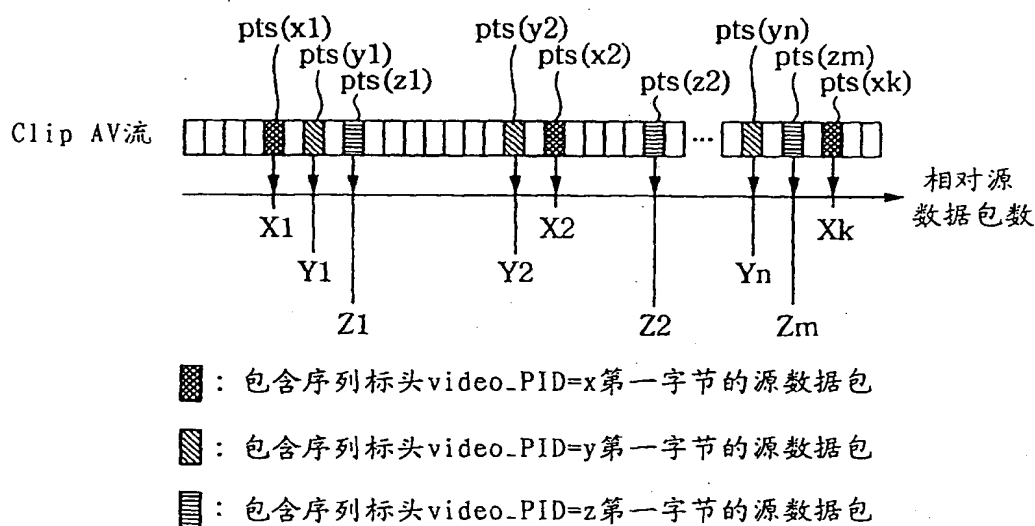 pts(x1)
pts(y1)
pts(z1)
pts(y2)
pts(x2)
pts(z2)
pts(yn)
pts(zm)
pts(xk)
Clip AV流
...
相对源
数据包数
X1
Y1
Z1
Y2
X2
Z2
Yn
Zm
Xk
: 包含序列标头video_PID=x第一字节的源数据包
: 包含序列标头video_PID=y第一字节的源数据包
: 包含序列标头video_PID=z第一字节的源数据包